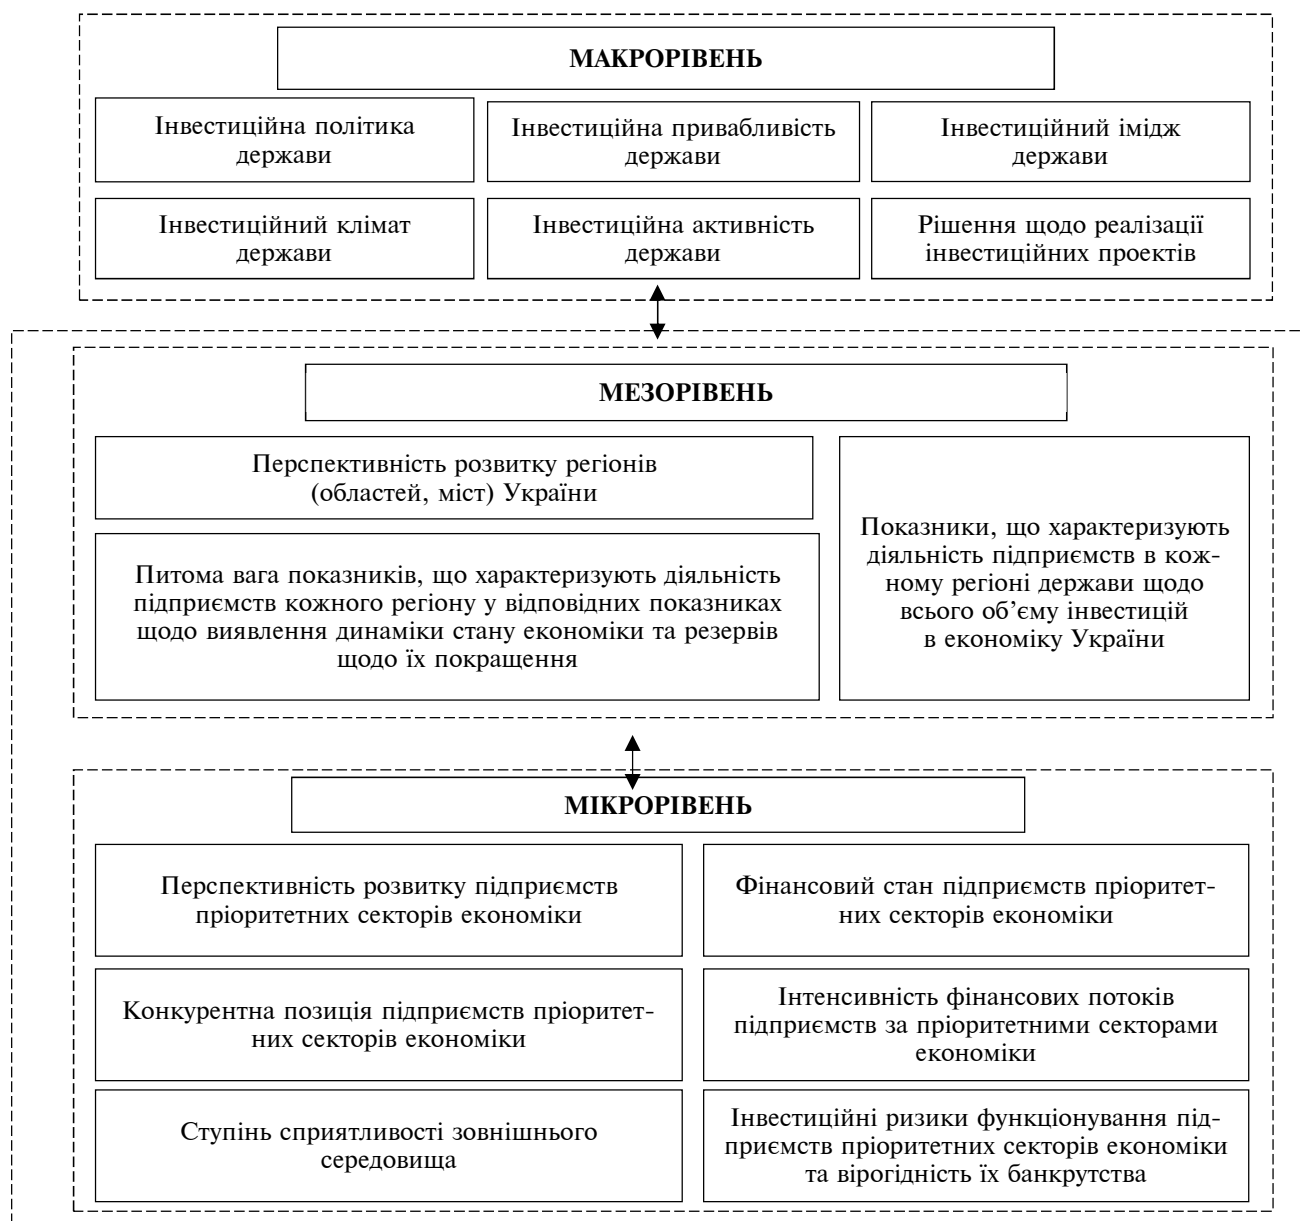 МАКРОРІВЕНЬ
Інвестиційна політика
держави
Інвестиційна привабливість
держави
Інвестиційний імідж
держави
Інвестиційний клімат
держави
Інвестиційна активність
держави
Рішення щодо реалізації
інвестиційних проектів
МЕЗОРІВЕНЬ
Перспективність розвитку регіонів
(областей, міст) України
Питома вага показників, що характеризують діяльність
підприємств кожного регіону у відповідних показниках
щодо виявлення динаміки стану економіки та резервів
щодо їх покращення
Показники, що характеризують
діяльність підприємств в кож-
ному регіоні держави щодо
всього об’єму інвестицій
в економіку України
МІКРОРІВЕНЬ
Перспективність розвитку підприємств
пріоритетних секторів економіки
Фінансовий стан підприємств пріоритет-
них секторів економіки
Конкурентна позиція підприємств пріоритет-
них секторів економіки
Інтенсивність фінансових потоків
підприємств за пріоритетними секторами
економіки
Ступінь сприятливості зовнішнього
середовища
Інвестиційні ризики функціонування під-
приємств пріоритетних секторів економіки
та вірогідність їх банкрутства